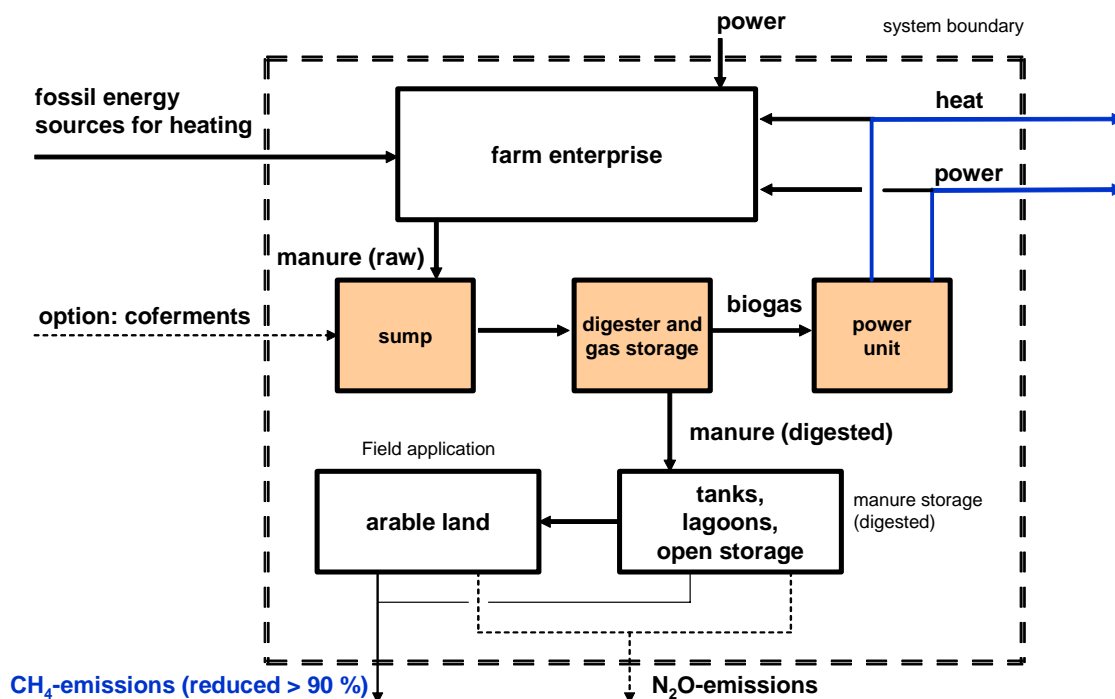 power
system boundary
fossil energy
sources for heating
heat
farm enterprise
power
manure (raw)
option: coferments
sump
digester and
gas storage
biogas
power
unit
manure (digested)
Field application
arable land
tanks,
lagoons,
open storage
manure storage
(digested)
CH₄-emissions (reduced > 90 %)
N₂O-emissions